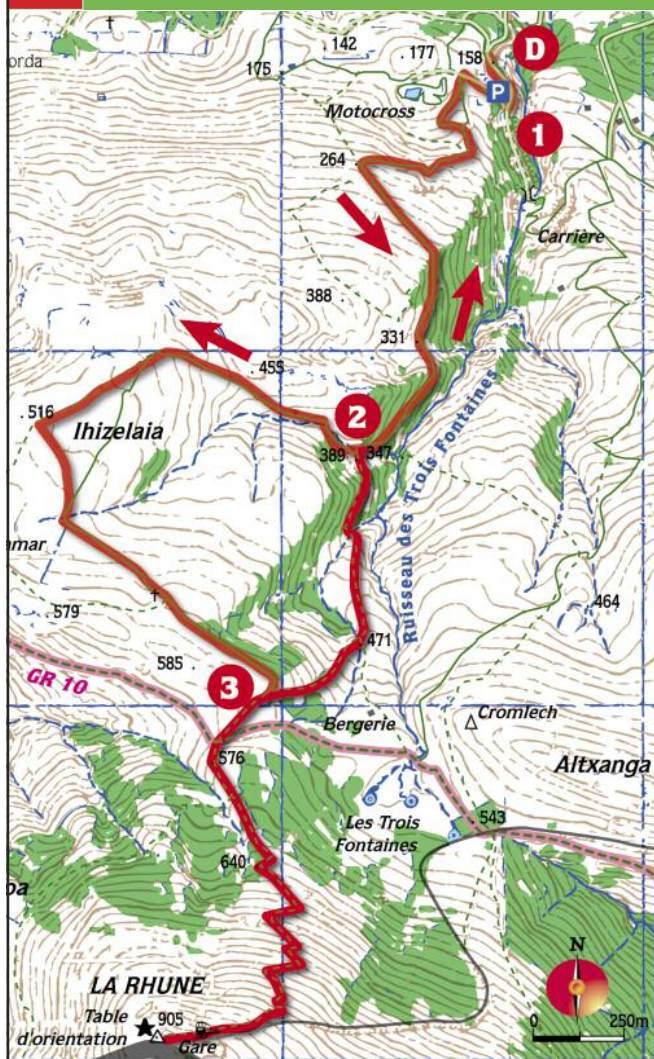 orda
142
177
158
D
175
P
Motocross
1
264
Carrière
388
331
455
516
Ihizelaia
2
389
347
Ruisseau des Trois Fontaines
mar
579
464
471
585
GR 10
3
Bergerie
Cromlech
576
Altxanga
543
Les Trois
Fontaines
640
ba
LA RHUNE
Table
d'orientation
905
Gare
N
0 250m